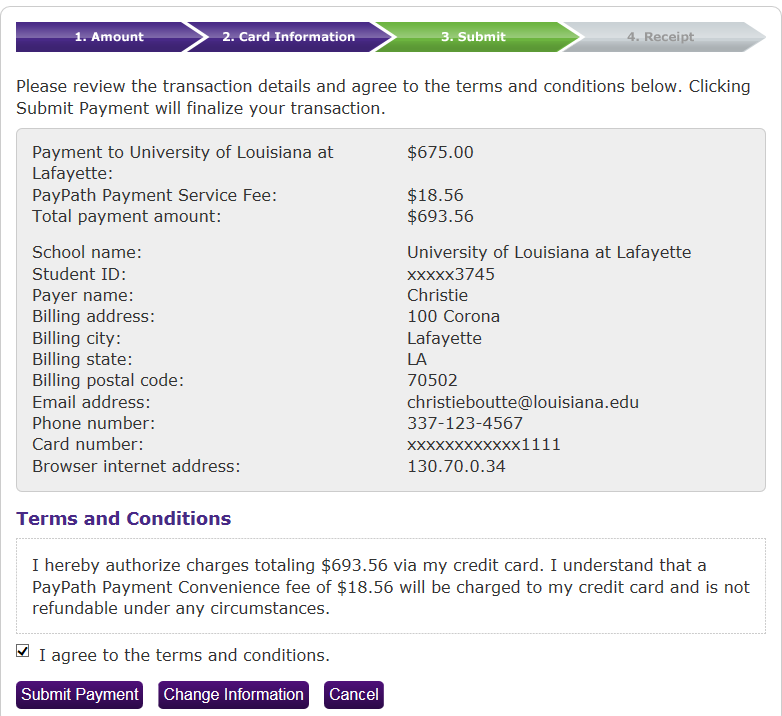 1. Amount 2. Card Information 3. Submit 4. Receipt
Please review the transaction details and agree to the terms and conditions below. Clicking
Submit Payment will finalize your transaction.
Payment to University of Louisiana at $675.00
Lafayette:
PayPath Payment Service Fee: $18.56
Total payment amount: $693.56
School name: University of Louisiana at Lafayette
Student ID: xxxxx3745
Payer name: Christie
Billing address: 100 Corona
Billing city: Lafayette
Billing state: LA
Billing postal code: 70502
Email address: christieboutte@louisiana.edu
Phone number: 337-123-4567
Card number: xxxxxxxxxxxx1111
Browser internet address: 130.70.0.34
Terms and Conditions
I hereby authorize charges totaling $693.56 via my credit card. I understand that a
PayPath Payment Convenience fee of $18.56 will be charged to my credit card and is not
refundable under any circumstances.
I agree to the terms and conditions.
Submit Payment Change Information Cancel